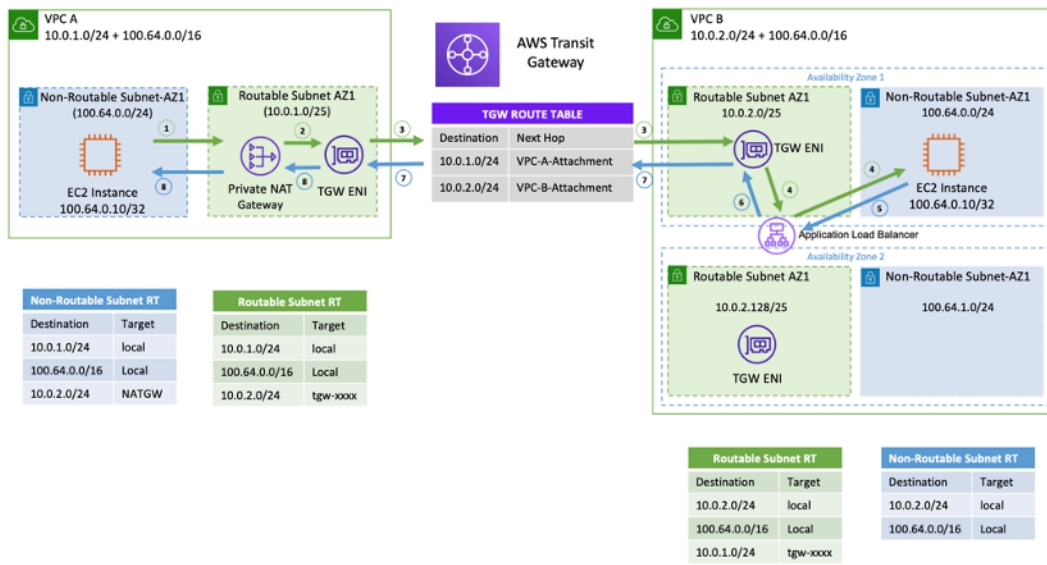 VPC A
10.0.1.0/24 + 100.64.0.0/16
Non-Routable Subnet-AZ1
(100.64.0.0/24)
EC2 Instance
100.64.0.10/32
Routable Subnet AZ1
(10.0.1.0/25)
Private NAT
Gateway
TGW ENI
1
2
3
8
8
7
AWS Transit
Gateway
TGW ROUTE TABLE
Destination Next Hop
10.0.1.0/24 VPC-A-Attachment
10.0.2.0/24 VPC-B-Attachment
3
7
VPC B
10.0.2.0/24 + 100.64.0.0/16
Availability Zone 1
Routable Subnet AZ1
10.0.2.0/25
TGW ENI
Non-Routable Subnet-AZ1
100.64.0.0/24
EC2 Instance
100.64.0.10/32
4
4
5
6
Application Load Balancer
Availability Zone 2
Routable Subnet AZ1
10.0.2.128/25
TGW ENI
Non-Routable Subnet-AZ1
100.64.1.0/24
Non-Routable Subnet RT
Destination Target
10.0.1.0/24 local
100.64.0.0/16 Local
10.0.2.0/24 NATGW
Routable Subnet RT
Destination Target
10.0.1.0/24 local
100.64.0.0/16 Local
10.0.2.0/24 tgw-xxxx
Routable Subnet RT
Destination Target
10.0.2.0/24 local
100.64.0.0/16 Local
10.0.1.0/24 tgw-xxxx
Non-Routable Subnet RT
Destination Target
10.0.2.0/24 local
100.64.0.0/16 Local